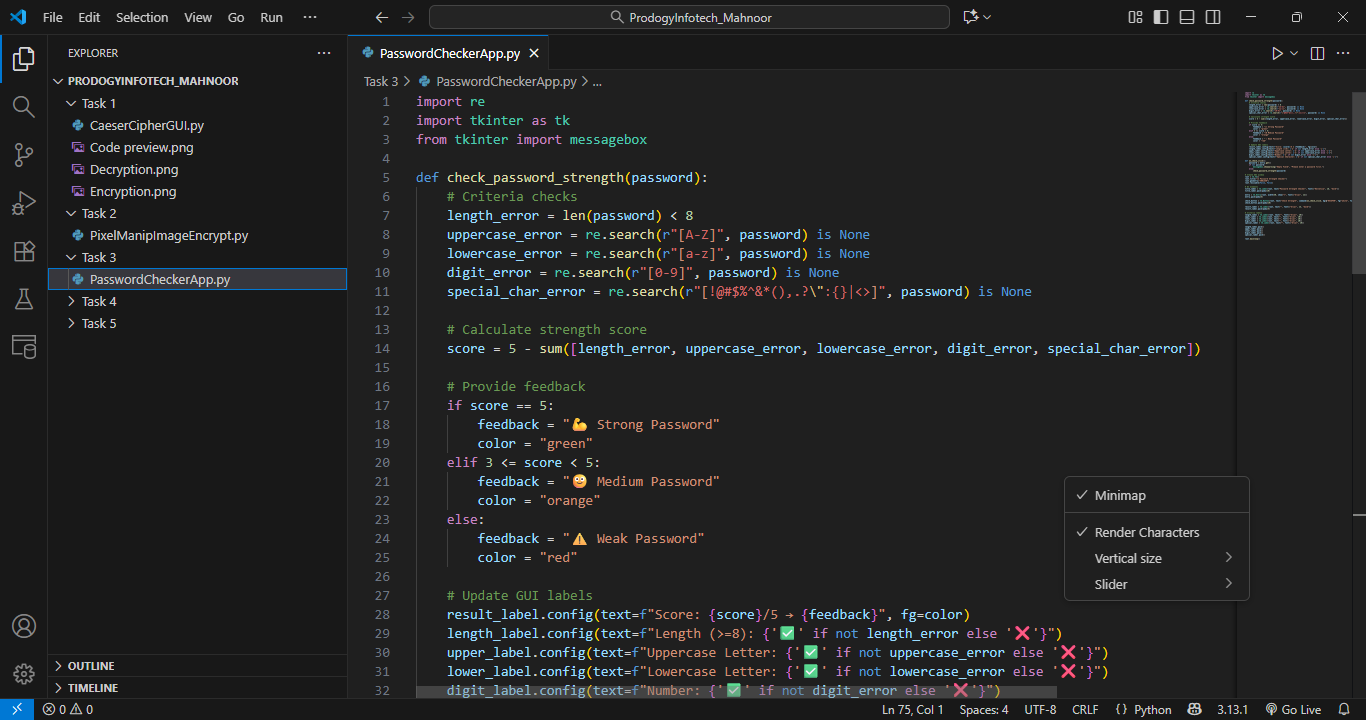 File Edit Selection View Go Run ··· ProdogyInfotech_Mahnoor
EXPLORER ···
PRODOGYINFOTECH_MAHNOOR
Task 1
CaeserCipherGUI.py
Code preview.png
Decryption.png
Encryption.png
Task 2
PixelManipImageEncrypt.py
Task 3
PasswordCheckerApp.py
Task 4
Task 5
OUTLINE
TIMELINE
PasswordCheckerApp.py
Task 3 > PasswordCheckerApp.py > ...
1 import re
2 import tkinter as tk
3 from tkinter import messagebox
4
5 def check_password_strength(password):
6 # Criteria checks
7 length_error = len(password) < 8
8 uppercase_error = re.search(r"[A-Z]", password) is None
9 lowercase_error = re.search(r"[a-z]", password) is None
10 digit_error = re.search(r"[0-9]", password) is None
11 special_char_error = re.search(r"[!@#$%^&*(),.?\":{}|<>]", password) is None
12
13 # Calculate strength score
14 score = 5 - sum([length_error, uppercase_error, lowercase_error, digit_error, special_char_error])
15
16 # Provide feedback
17 if score == 5:
18 feedback = "💪 Strong Password"
19 color = "green"
20 elif 3 <= score < 5:
21 feedback = "🙂 Medium Password"
22 color = "orange"
23 else:
24 feedback = "⚠️ Weak Password"
25 color = "red"
26
27 # Update GUI labels
28 result_label.config(text=f"Score: {score}/5 → {feedback}", fg=color)
29 length_label.config(text=f"Length (>=8): {'✅' if not length_error else '❌'}")
30 upper_label.config(text=f"Uppercase Letter: {'✅' if not uppercase_error else '❌'}")
31 lower_label.config(text=f"Lowercase Letter: {'✅' if not lowercase_error else '❌'}")
32 digit_label.config(text=f"Number: {'✅' if not digit_error else '❌'}")
Minimap
Render Characters
Vertical size
Slider
0 0 Ln 75, Col 1 Spaces: 4 UTF-8 CRLF {} Python 3.13.1 Go Live